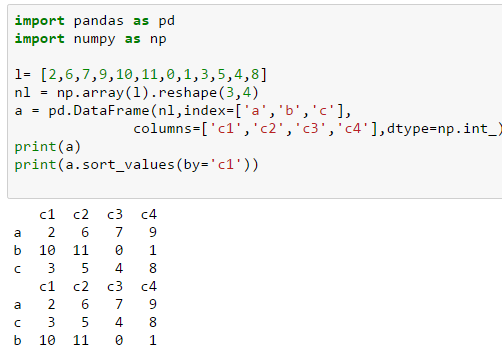 import pandas as pd
import numpy as np
l= [2,6,7,9,10,11,0,1,3,5,4,8]
nl = np.array(l).reshape(3,4)
a = pd.DataFrame(nl,index=['a','b','c'],
columns=['c1','c2','c3','c4'],dtype=np.int_)
print(a)
print(a.sort_values(by='c1'))
c1 c2 c3 c4
a 2 6 7 9
b 10 11 0 1
c 3 5 4 8
c1 c2 c3 c4
a 2 6 7 9
c 3 5 4 8
b 10 11 0 1